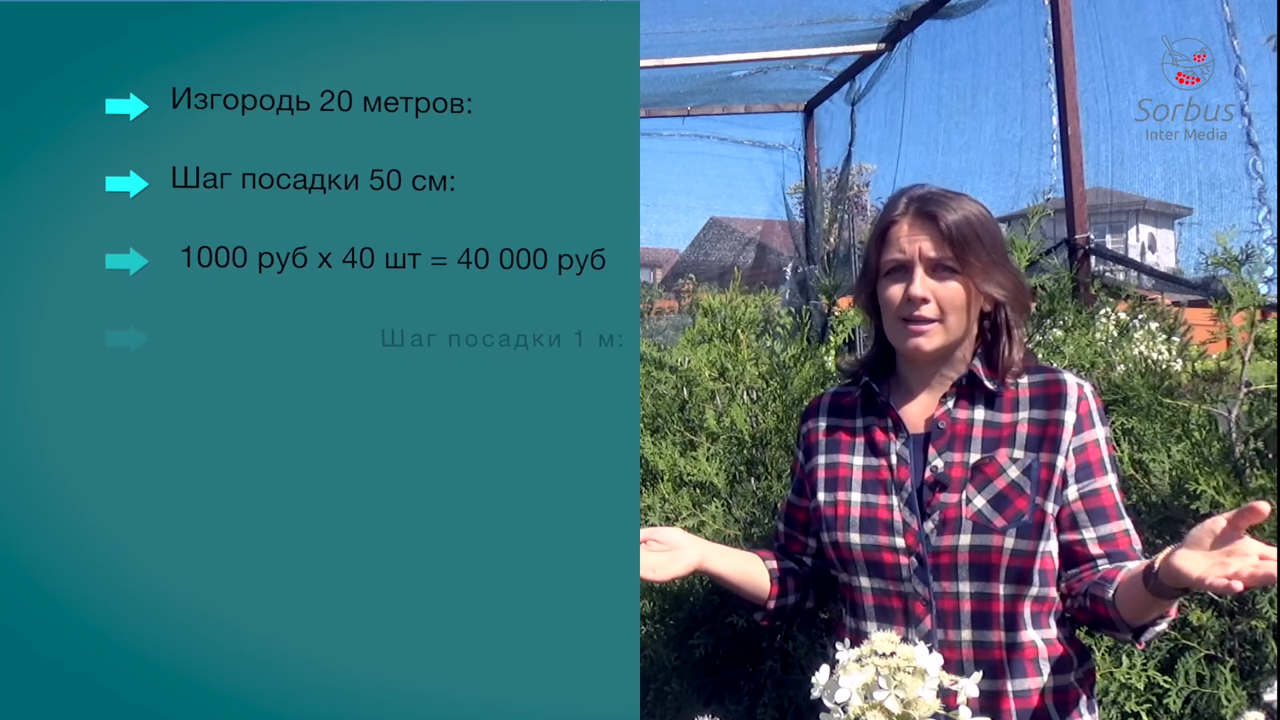 Изгородь 20 метров:
Шаг посадки 50 см:
1000 руб x 40 шт = 40 000 руб
Шаг посадки 1 м:
Sorbus
Inter Media